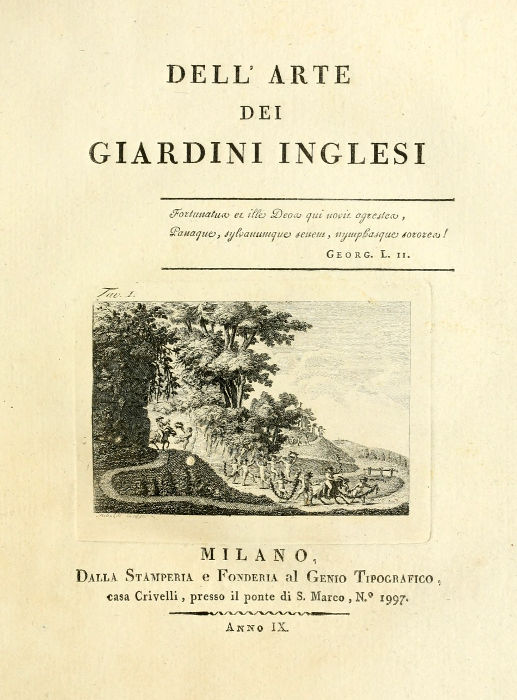 DELL' ARTE
DEI
GIARDINI INGLESI
Fortunatus et ille Deos qui novit agrestes,
Panaque, sylvanumque senem, nymphasque sorores!
GEORG. L. II.
Tav. 1.
MILANO,
DALLA STAMPERIA e FONDERIA al GENIO TIPOGRAFICO,
casa Crivelli, presso il ponte di S. Marco, N.º 1997.
ANNO IX.